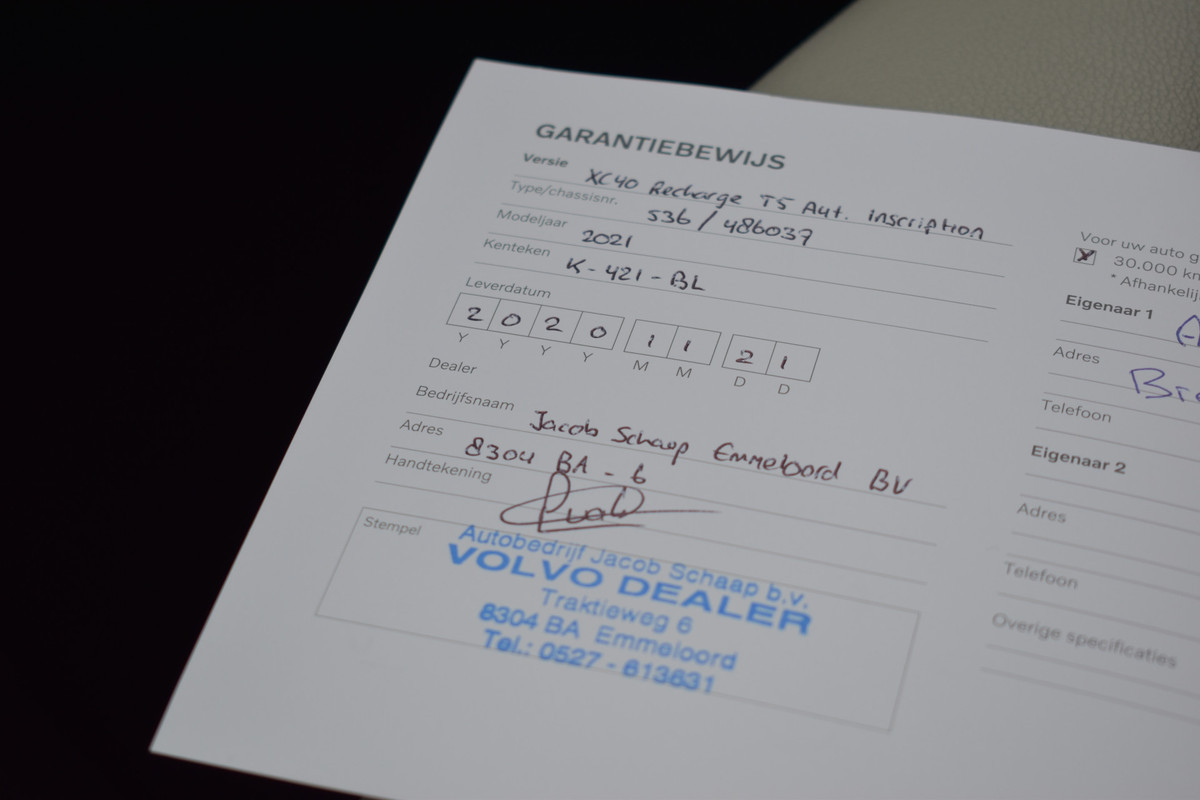 GARANTIEBEWIJS
Versie XC40 Recharge T5 Aut. inscription
Type/chassisnr. 536 / 486037
Modeljaar 2021
Kenteken K-421-BL
Leverdatum
2 0 2 0 1 1 2 1
Y Y Y Y M M D D
Dealer
Bedrijfsnaam Jacob Schaap Emmeloord BV
Adres 8304 BA - 6
Handtekening
Stempel
Autobedrijf Jacob Schaap b.v.
VOLVO DEALER
Traktieweg 6
8304 BA Emmeloord
Tel.: 0527 - 613631
Voor uw auto g
30.000 km
* Afhankelij
Eigenaar 1
Adres Bre
Telefoon
Eigenaar 2
Adres
Telefoon
Overige specificaties